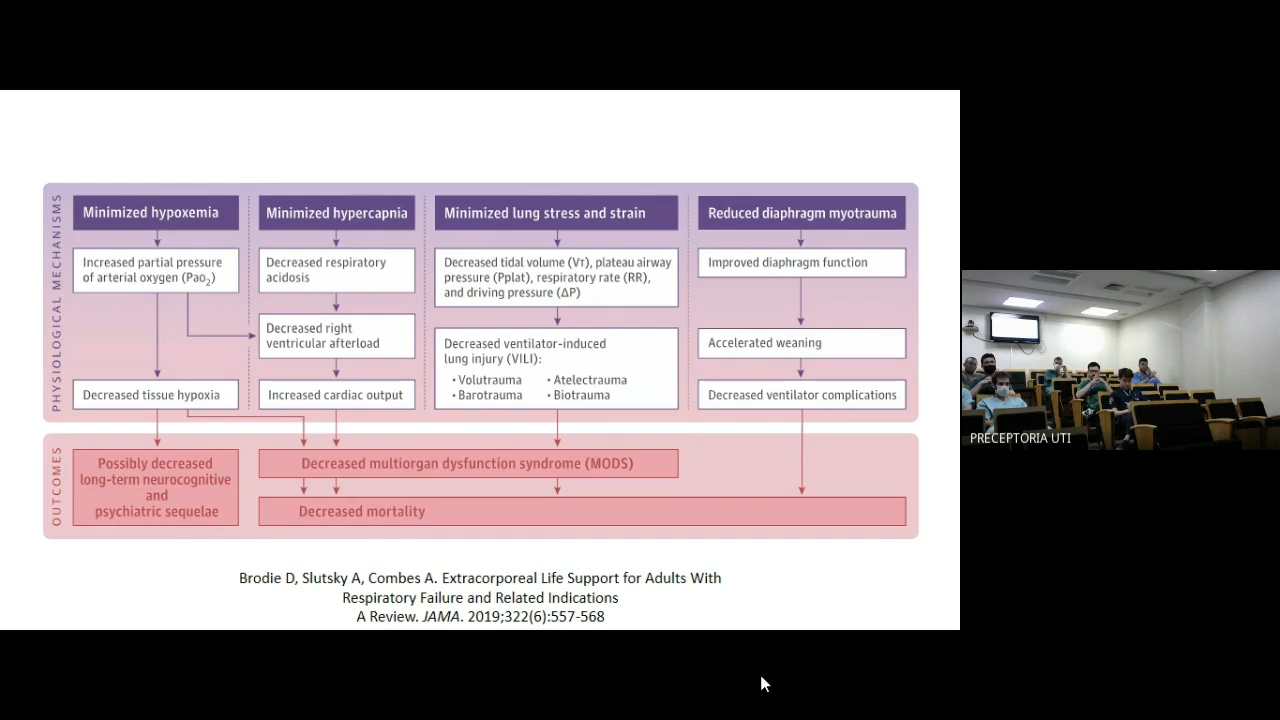 PHYSIOLOGICAL MECHANISMS
Minimized hypoxemia
Increased partial pressure
of arterial oxygen (Pao2)
Decreased tissue hypoxia
Minimized hypercapnia
Decreased respiratory
acidosis
Decreased right
ventricular afterload
Increased cardiac output
Minimized lung stress and strain
Decreased tidal volume (VT), plateau airway
pressure (Pplat), respiratory rate (RR),
and driving pressure (ΔP)
Decreased ventilator-induced
lung injury (VILI):
• Volutrauma • Atelectrauma
• Barotrauma • Biotrauma
Reduced diaphragm myotrauma
Improved diaphragm function
Accelerated weaning
Decreased ventilator complications
OUTCOMES
Possibly decreased
long-term neurocognitive
and
psychiatric sequelae
Decreased multiorgan dysfunction syndrome (MODS)
Decreased mortality
Brodie D, Slutsky A, Combes A. Extracorporeal Life Support for Adults With
Respiratory Failure and Related Indications
A Review. JAMA. 2019;322(6):557-568
PRECEPTORIA UTI